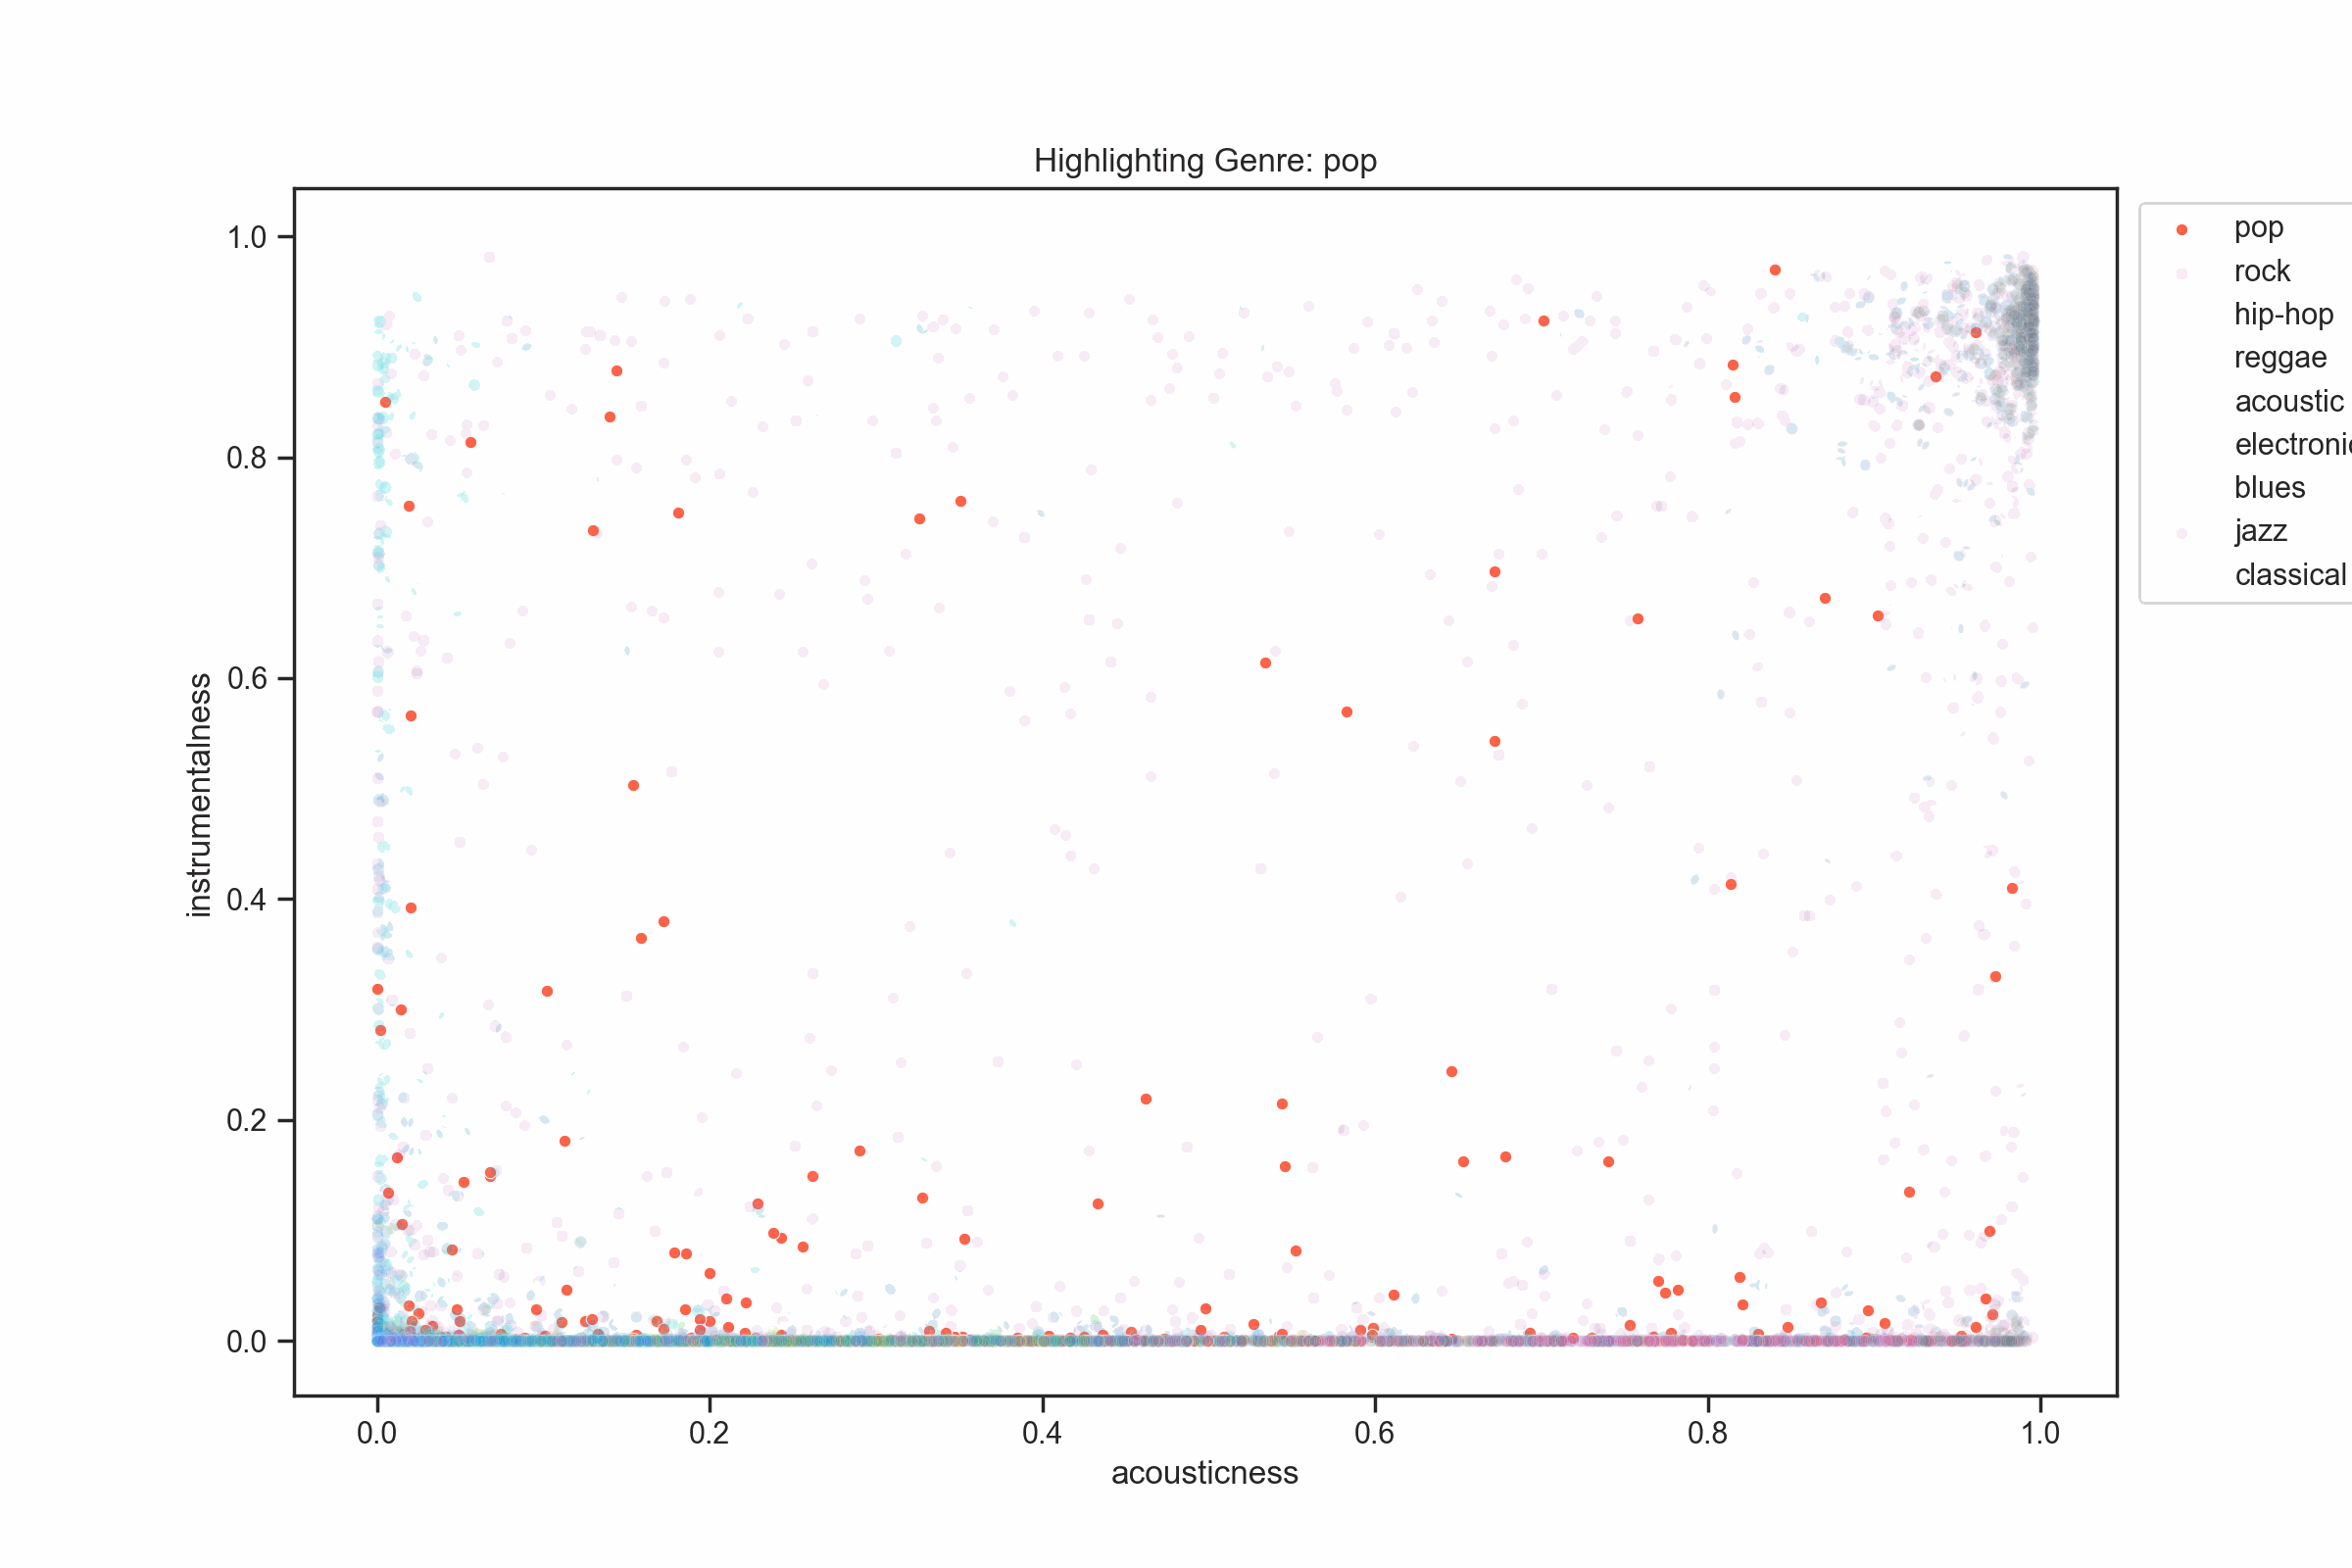 Highlighting Genre: pop
1.0
0.8
0.6
0.4
0.2
0.0
instrumentalness
0.0 0.2 0.4 0.6 0.8 1.0
acousticness
pop
rock
hip-hop
reggae
acoustic
electronic
blues
jazz
classical